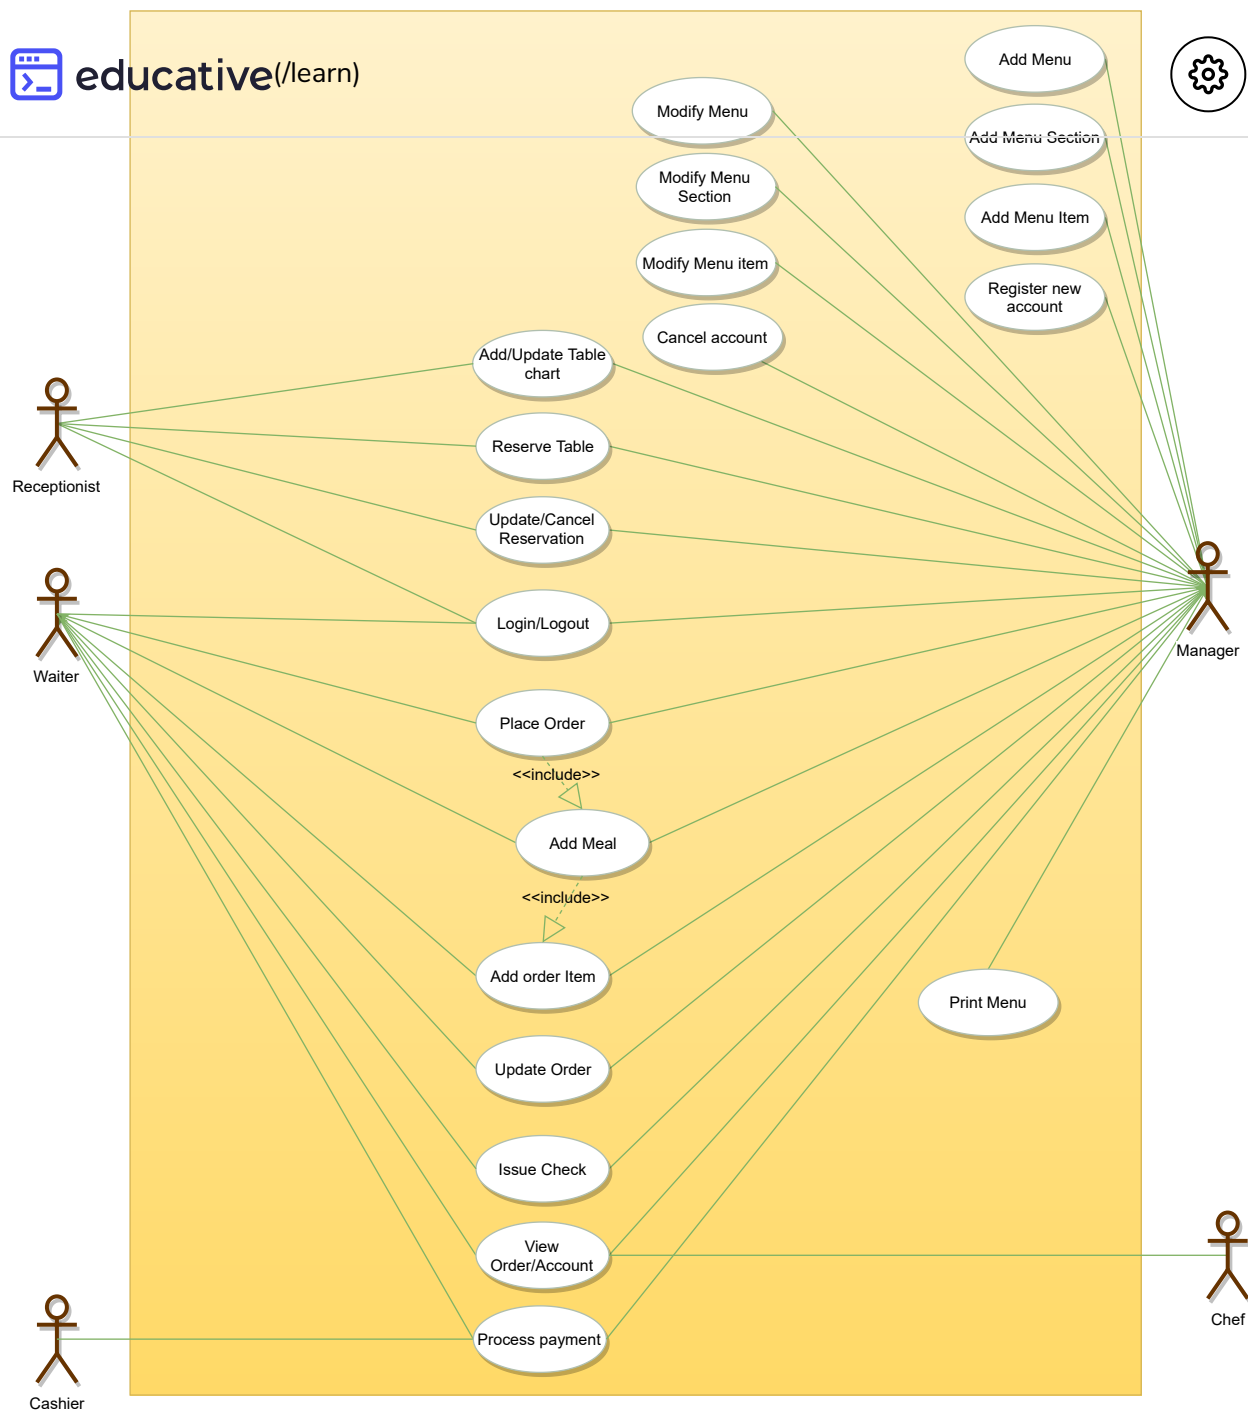 educative(/learn)
Add Menu
Modify Menu
Add Menu Section
Modify Menu
Section
Add Menu Item
Modify Menu item
Register new
account
Cancel account
Add/Update Table
chart
Reserve Table
Receptionist
Update/Cancel
Reservation
Login/Logout
Manager
Waiter
Place Order
<<include>>
Add Meal
<<include>>
Add order Item
Print Menu
Update Order
Issue Check
View
Order/Account
Chef
Process payment
Cashier